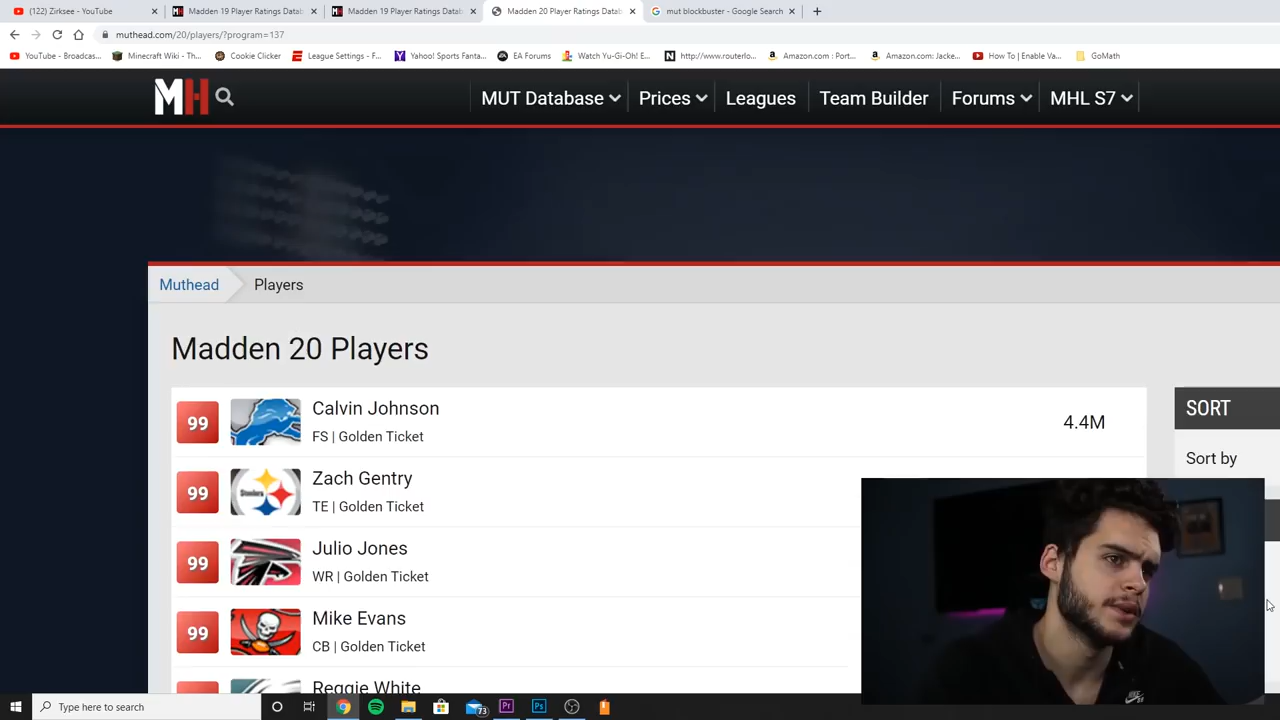 (122) Zirksee - YouTube
Madden 19 Player Ratings Datab
Madden 19 Player Ratings Datab
Madden 20 Player Ratings Datab
mut blockbuster - Google Search
muthead.com/20/players/?program=137
YouTube - Broadcas...
Minecraft Wiki - Th...
Cookie Clicker
League Settings - F...
Yahoo! Sports Fanta...
EA Forums
Watch Yu-Gi-Oh! E...
http://www.routerlo...
Amazon.com : Port...
Amazon.com: Jacke...
How To | Enable Va...
GoMath
MH
MUT Database
Prices
Leagues
Team Builder
Forums
MHL S7
Muthead
Players
Madden 20 Players
99
Calvin Johnson
FS | Golden Ticket
4.4M
99
Zach Gentry
TE | Golden Ticket
99
Julio Jones
WR | Golden Ticket
99
Mike Evans
CB | Golden Ticket
Reggie White
SORT
Sort by
Steelers
Type here to search
73
Pr
Ps